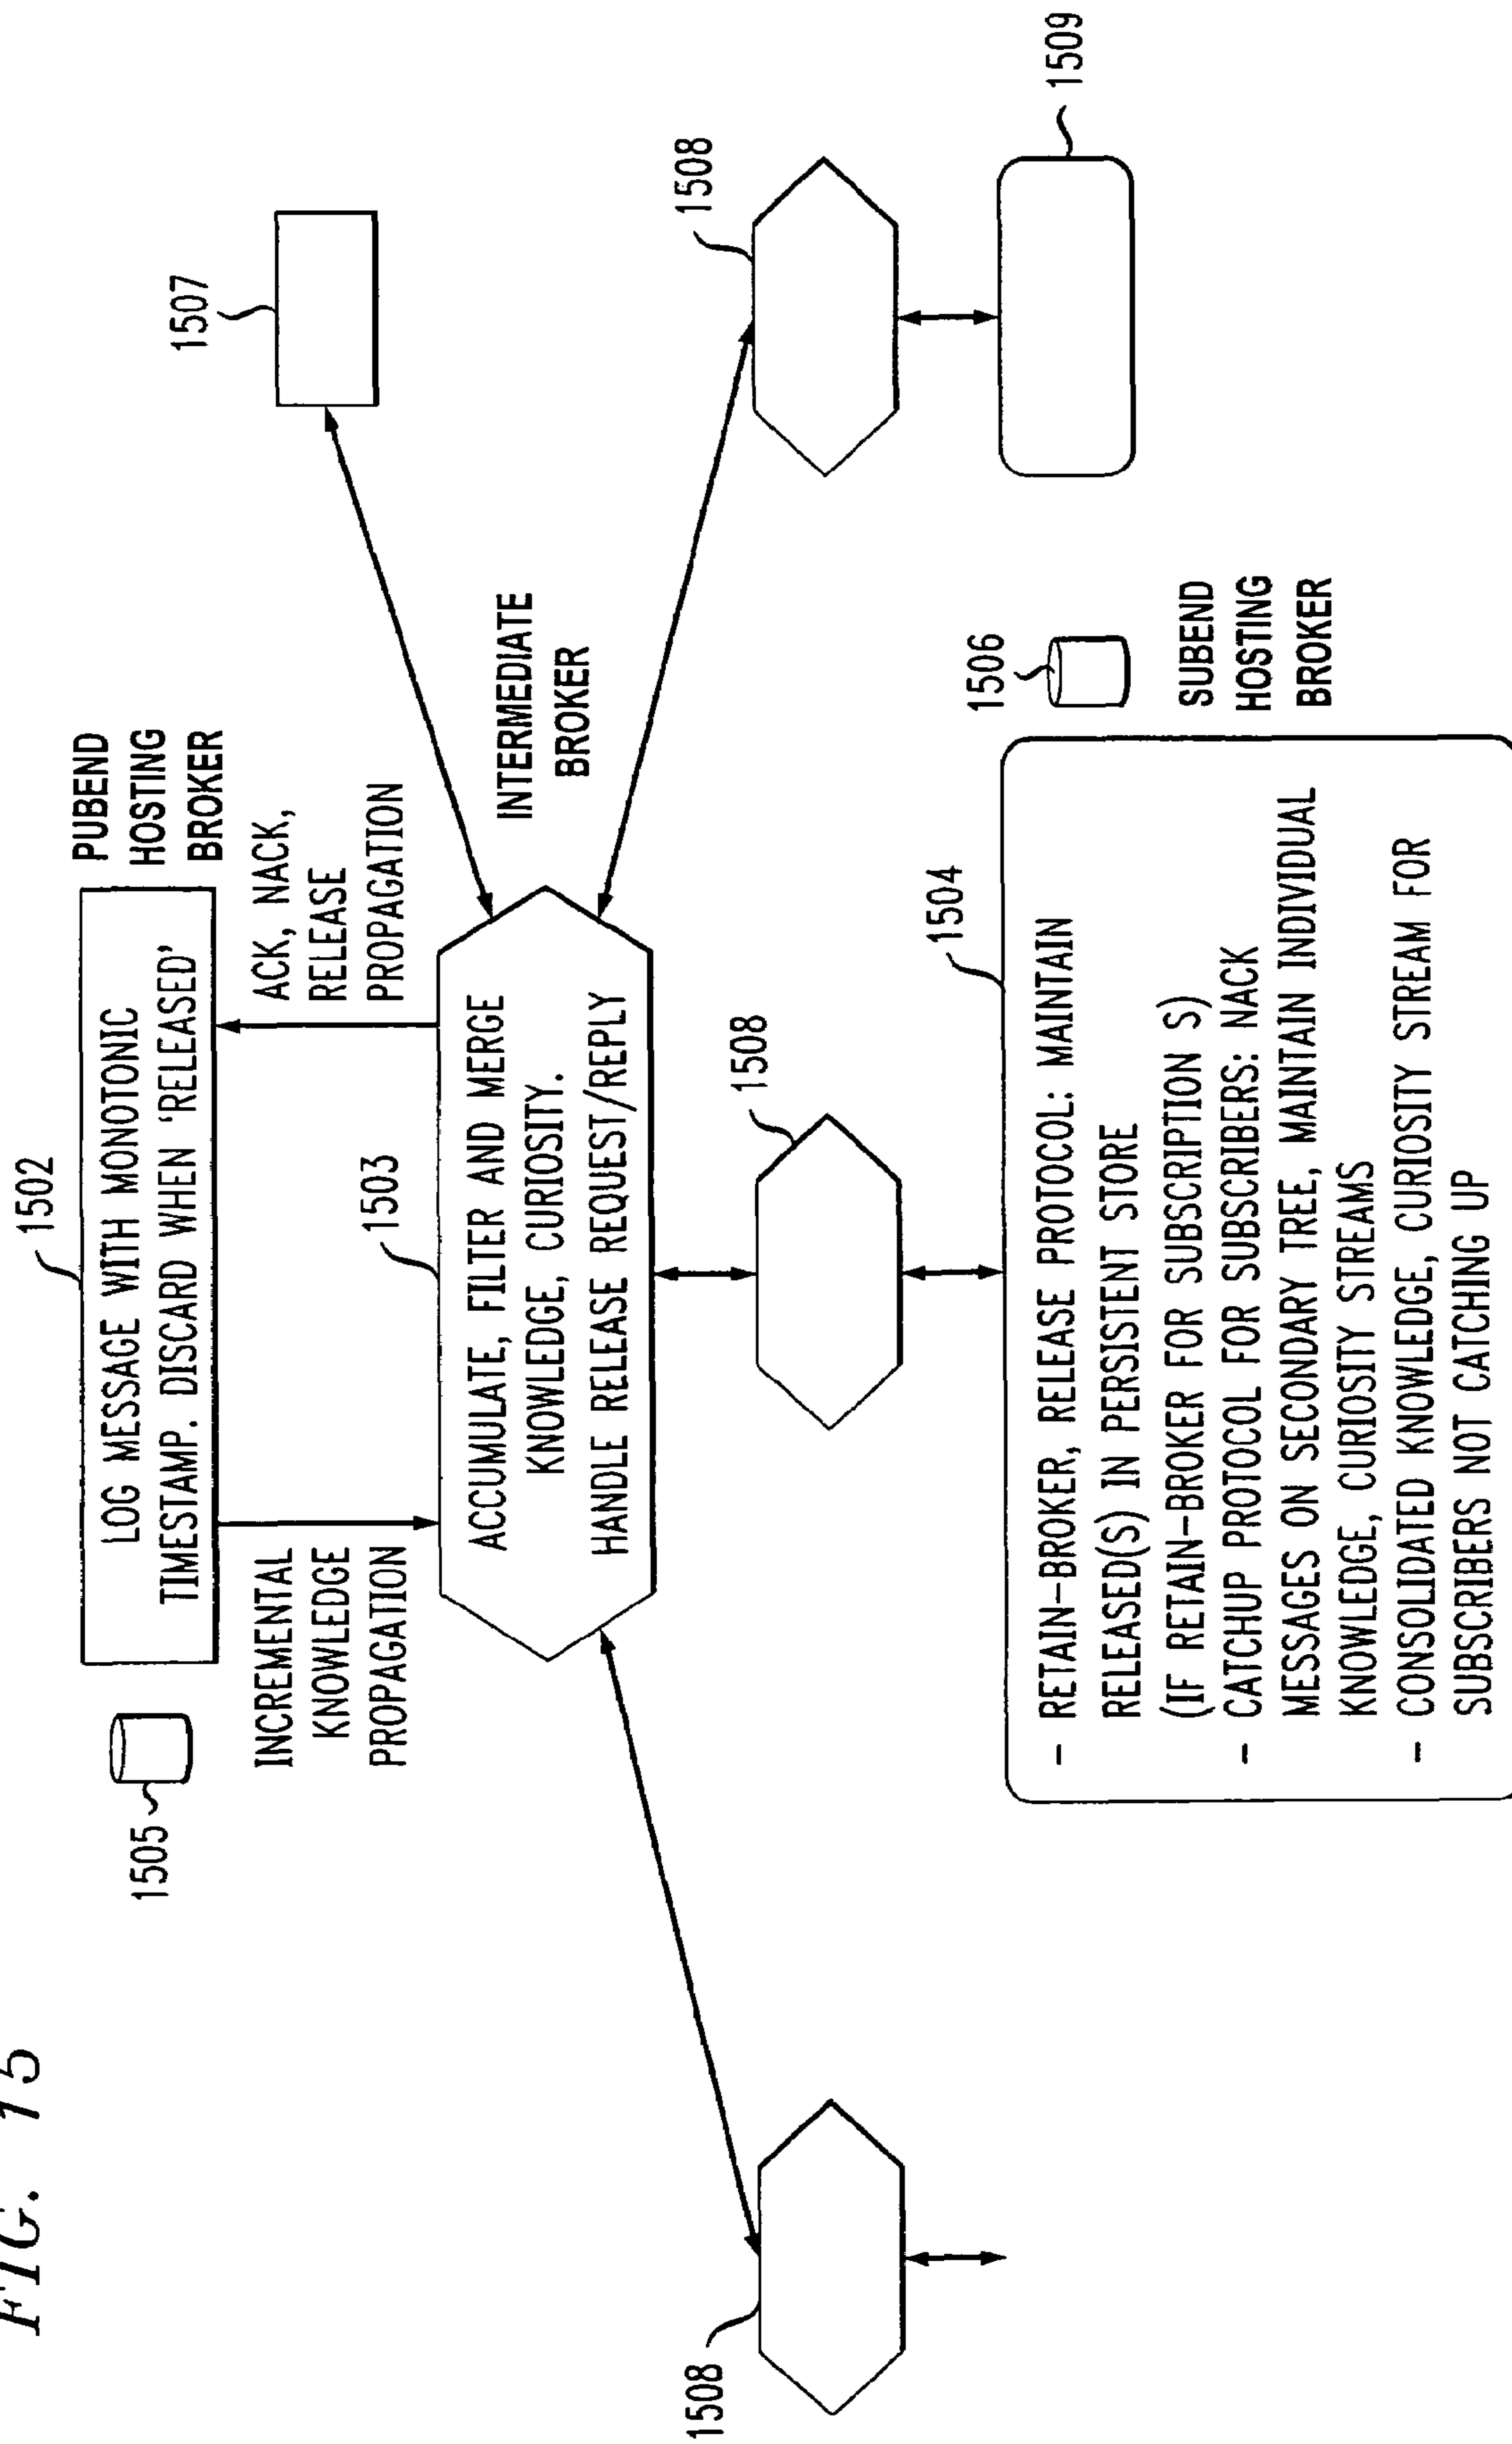 FIG. 15
1502
PUBEND
HOSTING
BROKER
1505
LOG MESSAGE WITH MONOTONIC
TIMESTAMP. DISCARD WHEN 'RELEASED'
1507
INCREMENTAL
KNOWLEDGE
PROPAGATION
ACK, NACK,
RELEASE
PROPAGATION
1503
ACCUMULATE, FILTER AND MERGE
KNOWLEDGE, CURIOSITY.
HANDLE RELEASE REQUEST/REPLY
INTERMEDIATE
BROKER
1508
1508
1508
1504
- RETAIN-BROKER, RELEASE PROTOCOL: MAINTAIN
RELEASED(S) IN PERSISTENT STORE
(IF RETAIN-BROKER FOR SUBSCRIPTION S)
- CATCHUP PROTOCOL FOR SUBSCRIBERS: NACK
MESSAGES ON SECONDARY TREE, MAINTAIN INDIVIDUAL
KNOWLEDGE, CURIOSITY STREAMS
- CONSOLIDATED KNOWLEDGE, CURIOSITY STREAM FOR
SUBSCRIBERS NOT CATCHING UP
1506
SUBEND
HOSTING
BROKER
1509